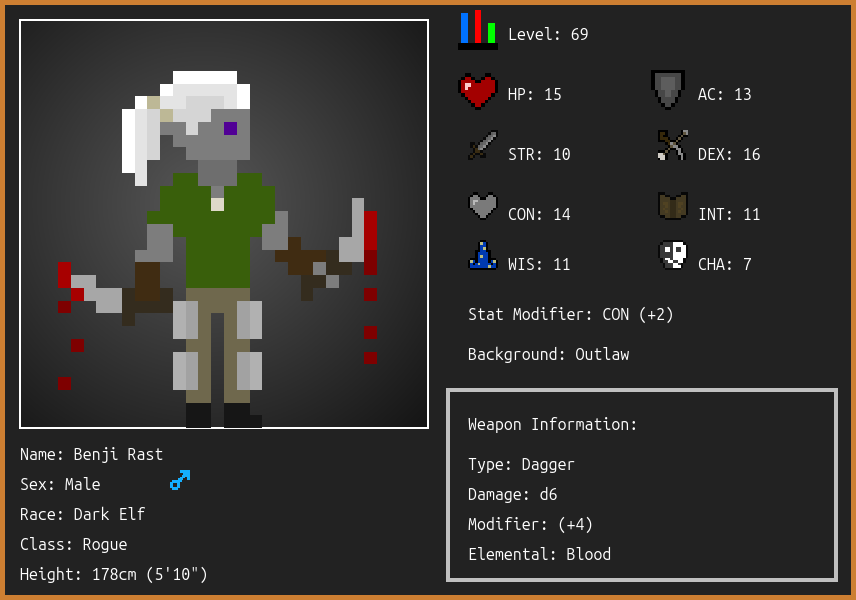 Level: 69
HP: 15
AC: 13
STR: 10
DEX: 16
CON: 14
INT: 11
WIS: 11
CHA: 7
Stat Modifier: CON (+2)
Background: Outlaw
Weapon Information:
Type: Dagger
Damage: d6
Modifier: (+4)
Elemental: Blood
Name: Benji Rast
Sex: Male
Race: Dark Elf
Class: Rogue
Height: 178cm (5'10")